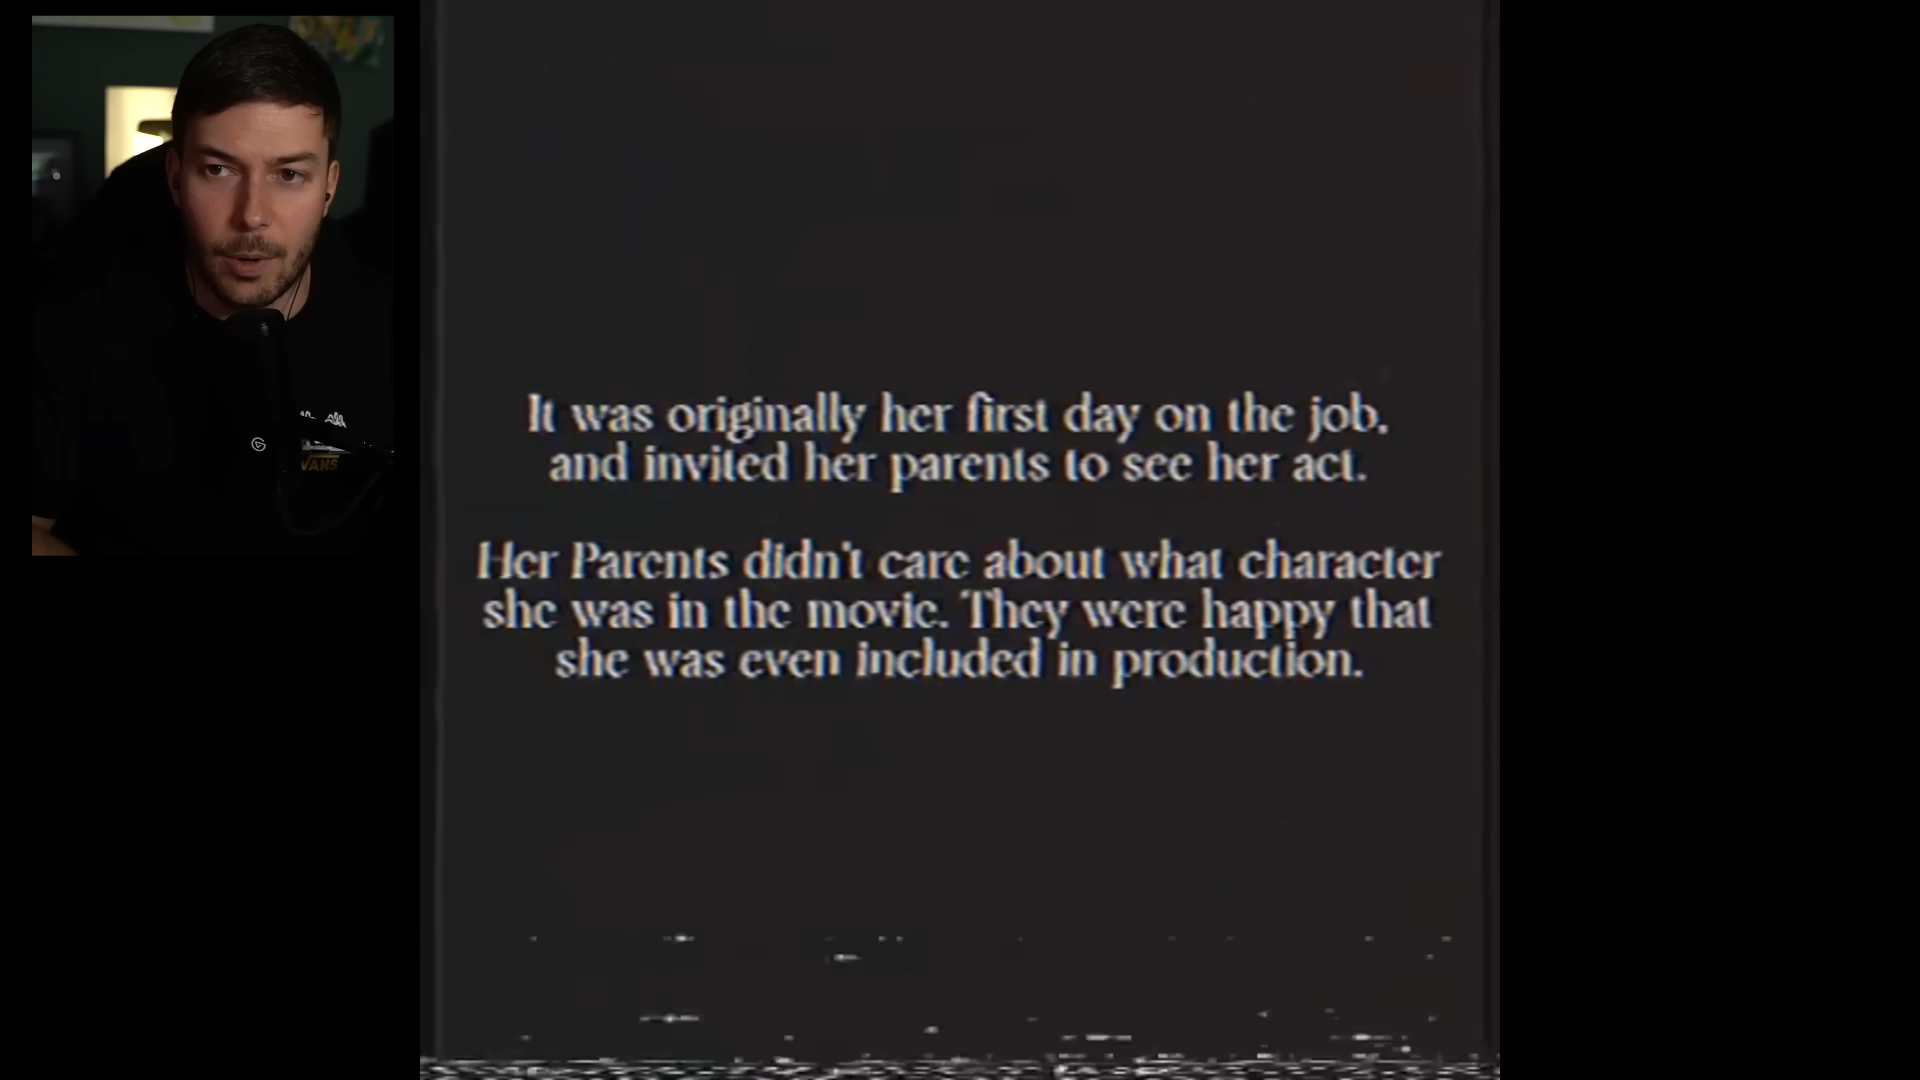 It was originally her first day on the job,
and invited her parents to see her act.
Her Parents didn't care about what character
she was in the movie. They were happy that
she was even included in production.
VANS